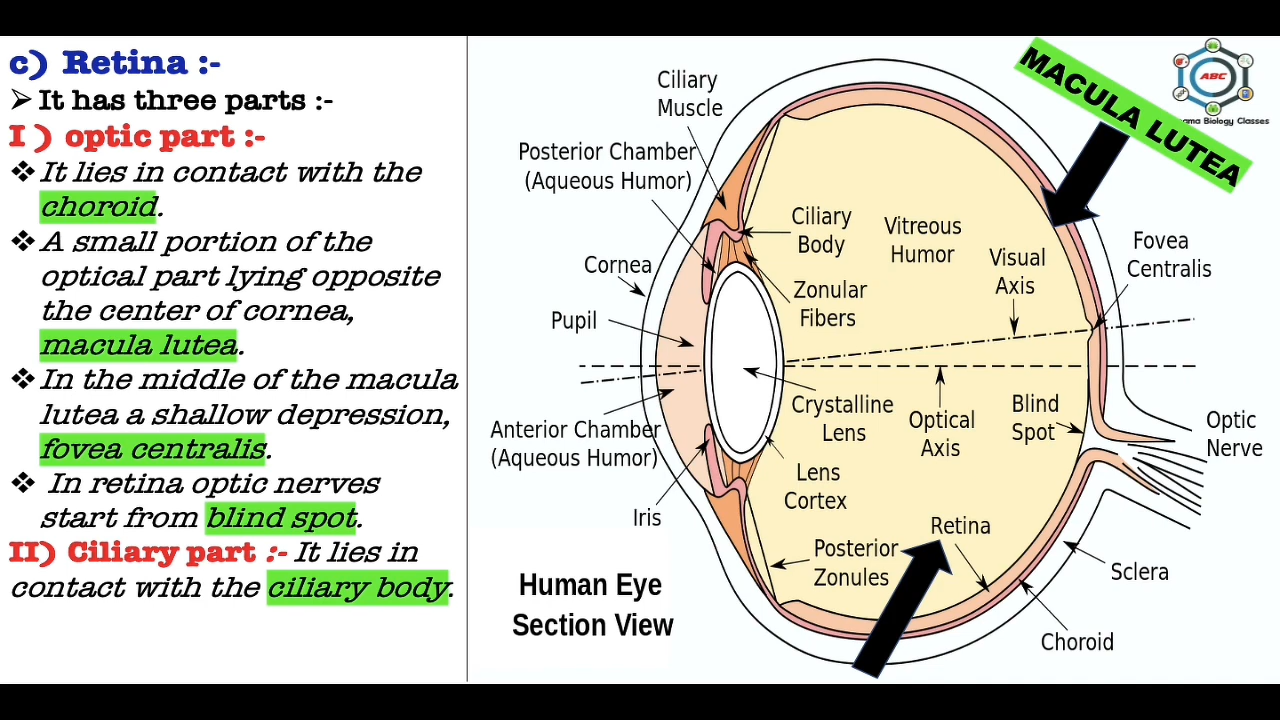 c) Retina :-
➢ It has three parts :-
I ) optic part :-
❖ It lies in contact with the
choroid.
❖ A small portion of the
optical part lying opposite
the center of cornea,
macula lutea.
❖ In the middle of the macula
lutea a shallow depression,
fovea centralis.
❖ In retina optic nerves
start from blind spot.
II) Ciliary part :- It lies in
contact with the ciliary body.
MACULA LUTEA
ABC
Biology Classes
Ciliary
Muscle
Posterior Chamber
(Aqueous Humor)
Cornea
Pupil
Anterior Chamber
(Aqueous Humor)
Iris
Ciliary
Body
Vitreous
Humor
Visual
Axis
Fovea
Centralis
Zonular
Fibers
Crystalline
Lens
Optical
Axis
Blind
Spot
Optic
Nerve
Lens
Cortex
Retina
Posterior
Zonules
Sclera
Choroid
Human Eye
Section View